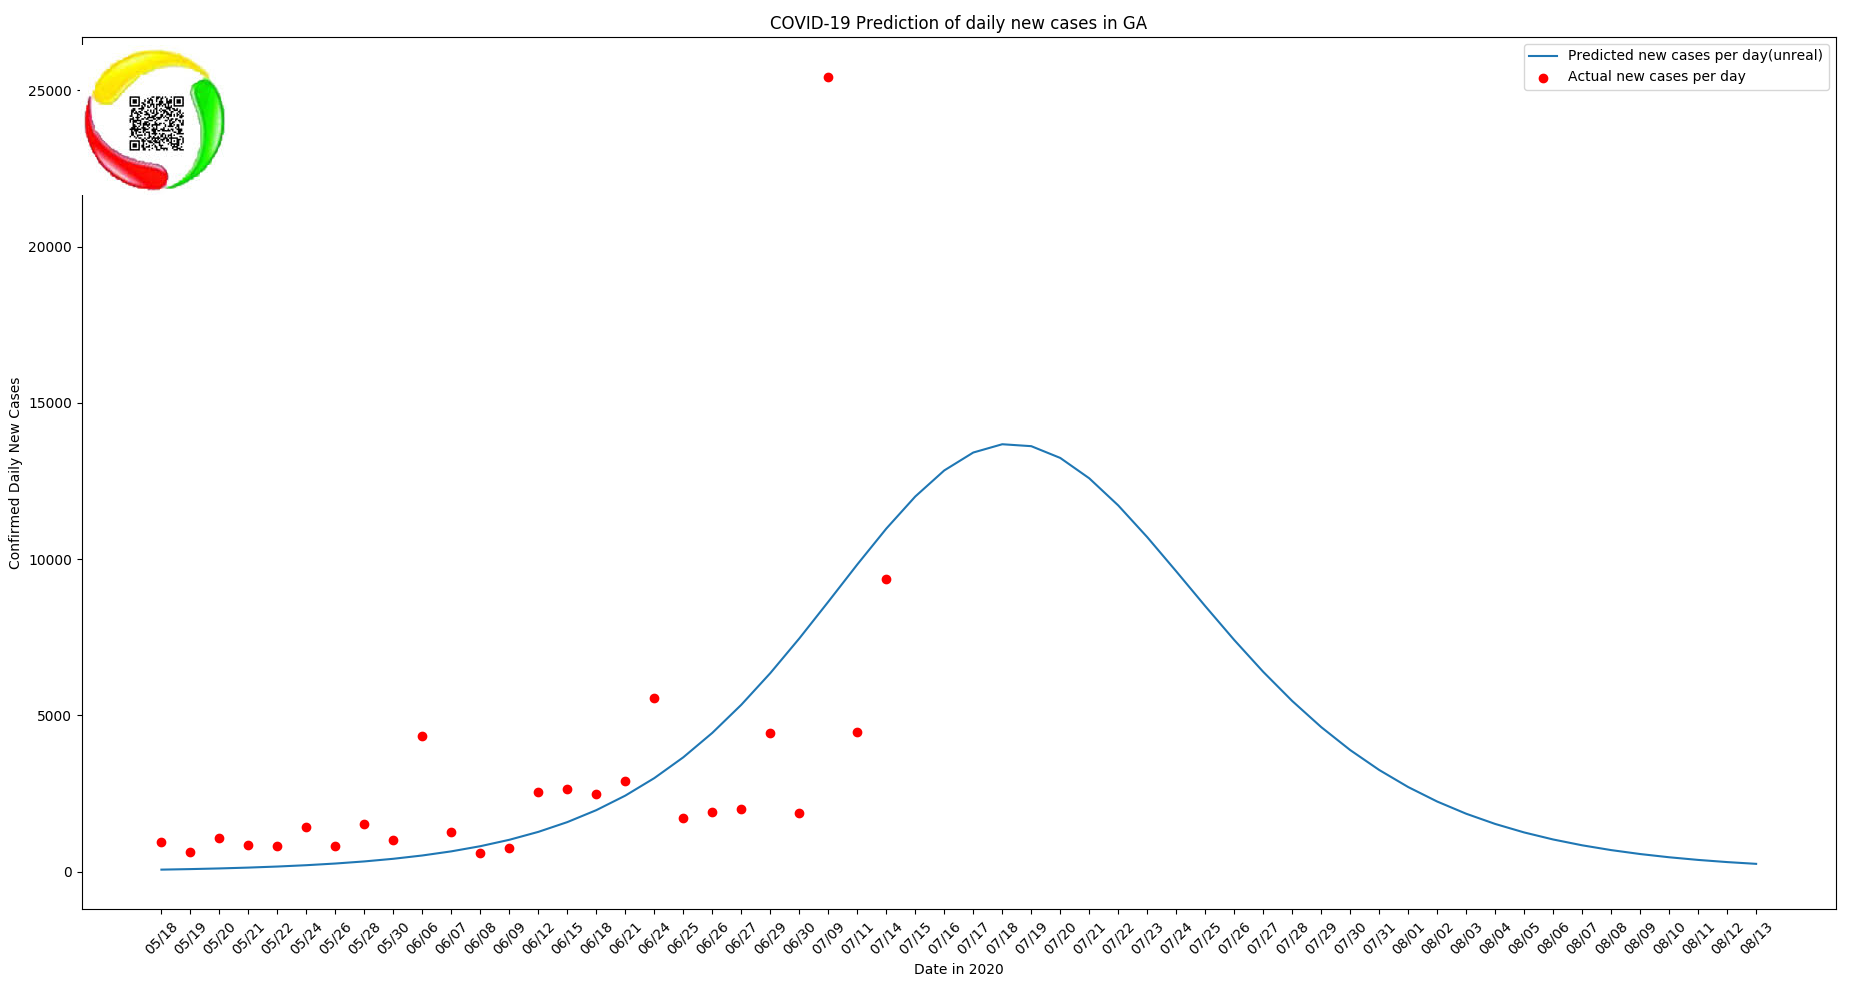 COVID-19 Prediction of daily new cases in GA
Predicted new cases per day(unreal)
Actual new cases per day
Confirmed Daily New Cases
25000
20000
15000
10000
5000
0
05/18 05/19 05/20 05/21 05/22 05/24 05/26 05/28 05/30 06/06 06/07 06/08 06/09 06/12 06/15 06/18 06/21 06/24 06/25 06/26 06/27 06/29 06/30 07/09 07/11 07/14 07/15 07/16 07/17 07/18 07/19 07/20 07/21 07/22 07/23 07/24 07/25 07/26 07/27 07/28 07/29 07/30 07/31 08/01 08/02 08/03 08/04 08/05 08/06 08/07 08/08 08/09 08/10 08/11 08/12 08/13
Date in 2020